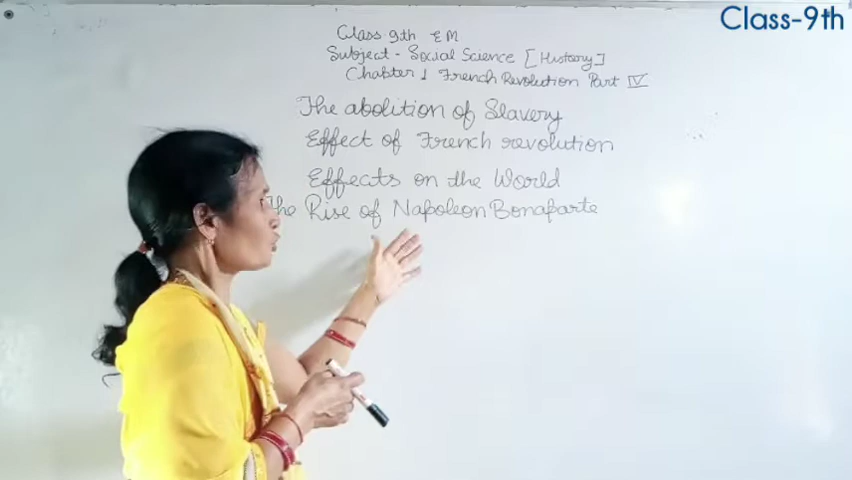 Class-9th
Class 9th EM
Subject - Social Science [History]
Chapter 1 French Revolution Part IV
The abolition of Slavery
Effect of French revolution
Effects on the World
The Rise of Napoleon Bonaparte